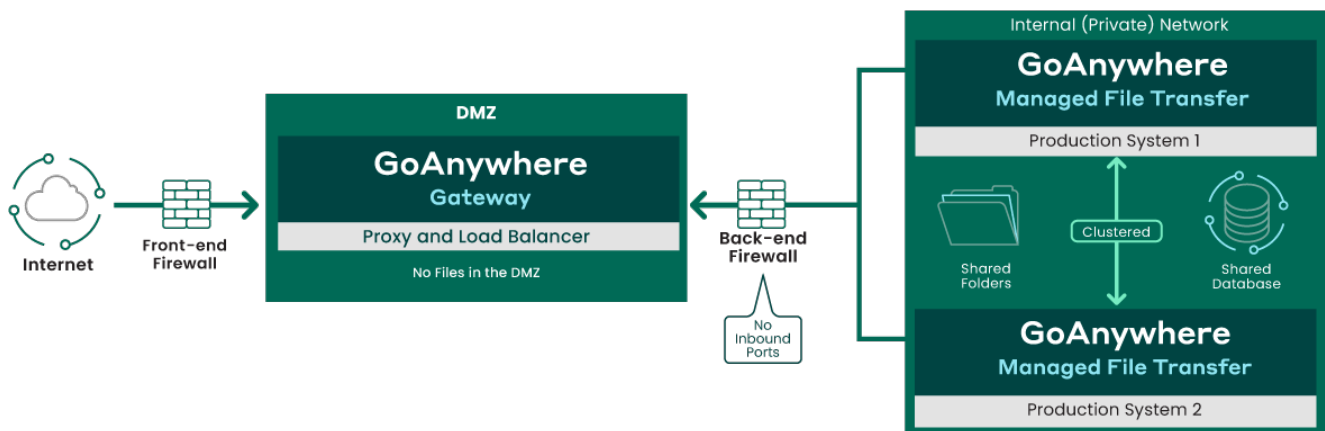 Internet
Front-end
Firewall
DMZ
GoAnywhere
Gateway
Proxy and Load Balancer
No Files in the DMZ
Back-end
Firewall
No
Inbound
Ports
Internal (Private) Network
GoAnywhere
Managed File Transfer
Production System 1
Shared
Folders
Clustered
Shared
Database
GoAnywhere
Managed File Transfer
Production System 2